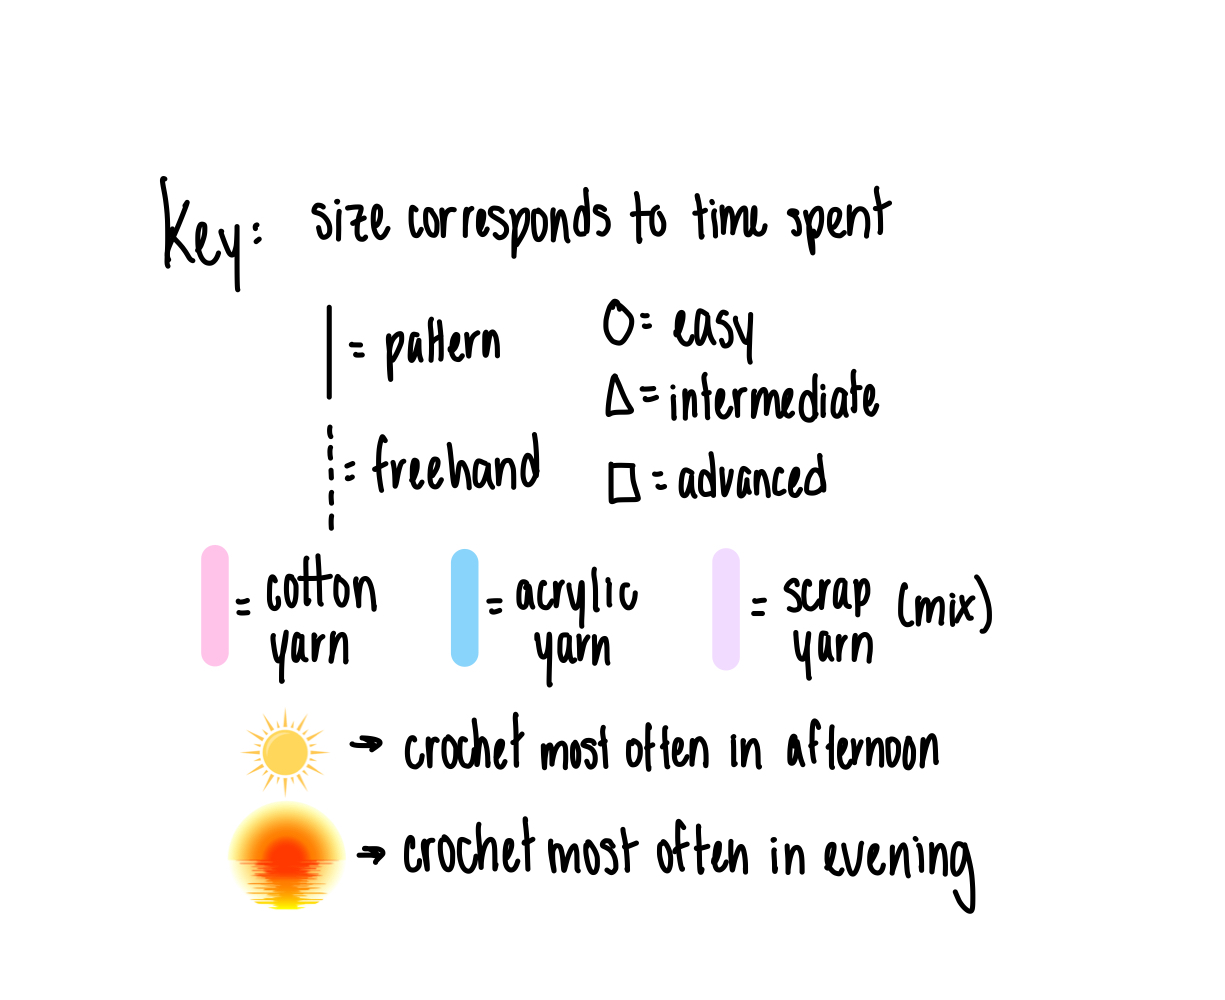 Key: size corresponds to time spent
| = pattern
O = easy
△ = intermediate
¦ = freehand
□ = advanced
= cotton yarn
= acrylic yarn
= scrap yarn (mix)
→ crochet most often in afternoon
→ crochet most often in evening